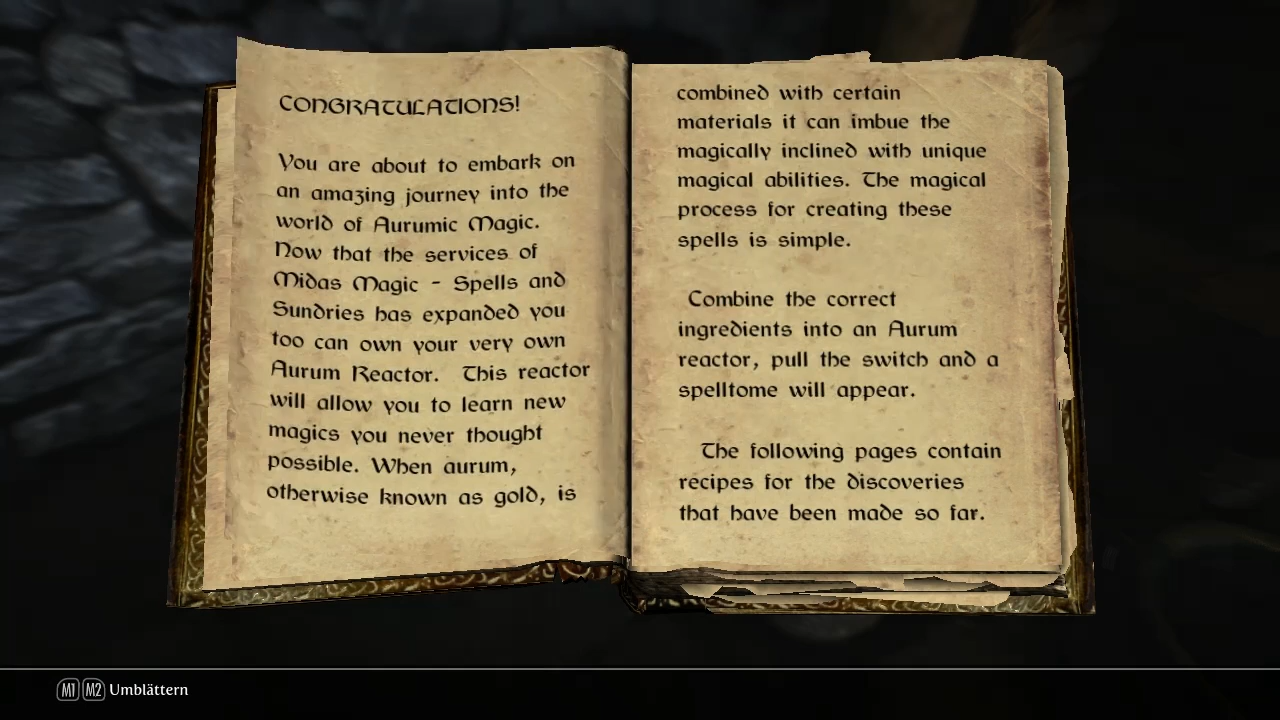 CONGRATULATIONS!
You are about to embark on
an amazing journey into the
world of Aurumic Magic.
Now that the services of
Midas Magic - Spells and
Sundries has expanded you
too can own your very own
Aurum Reactor. This reactor
will allow you to learn new
magics you never thought
possible. When aurum,
otherwise known as gold, is
combined with certain
materials it can imbue the
magically inclined with unique
magical abilities. The magical
process for creating these
spells is simple.
Combine the correct
ingredients into an Aurum
reactor, pull the switch and a
spelltome will appear.
The following pages contain
recipes for the discoveries
that have been made so far.
M1 M2 Umblättern